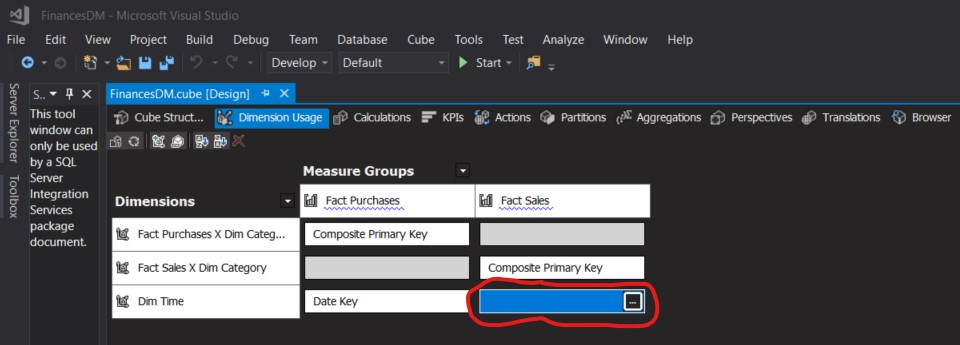 FinancesDM - Microsoft Visual Studio
File Edit View Project Build Debug Team Database Cube Tools Test Analyze Window Help
Develop Default Start
Server Explorer
Toolbox
S..
This tool
window can
only be used
by a SQL
Server
Integration
Services
package
document.
FinancesDM.cube [Design]
Cube Struct... Dimension Usage Calculations KPIs Actions Partitions Aggregations Perspectives Translations Browser
Measure Groups
Dimensions Fact Purchases Fact Sales
Fact Purchases X Dim Categ... Composite Primary Key
Fact Sales X Dim Category Composite Primary Key
Dim Time Date Key ...